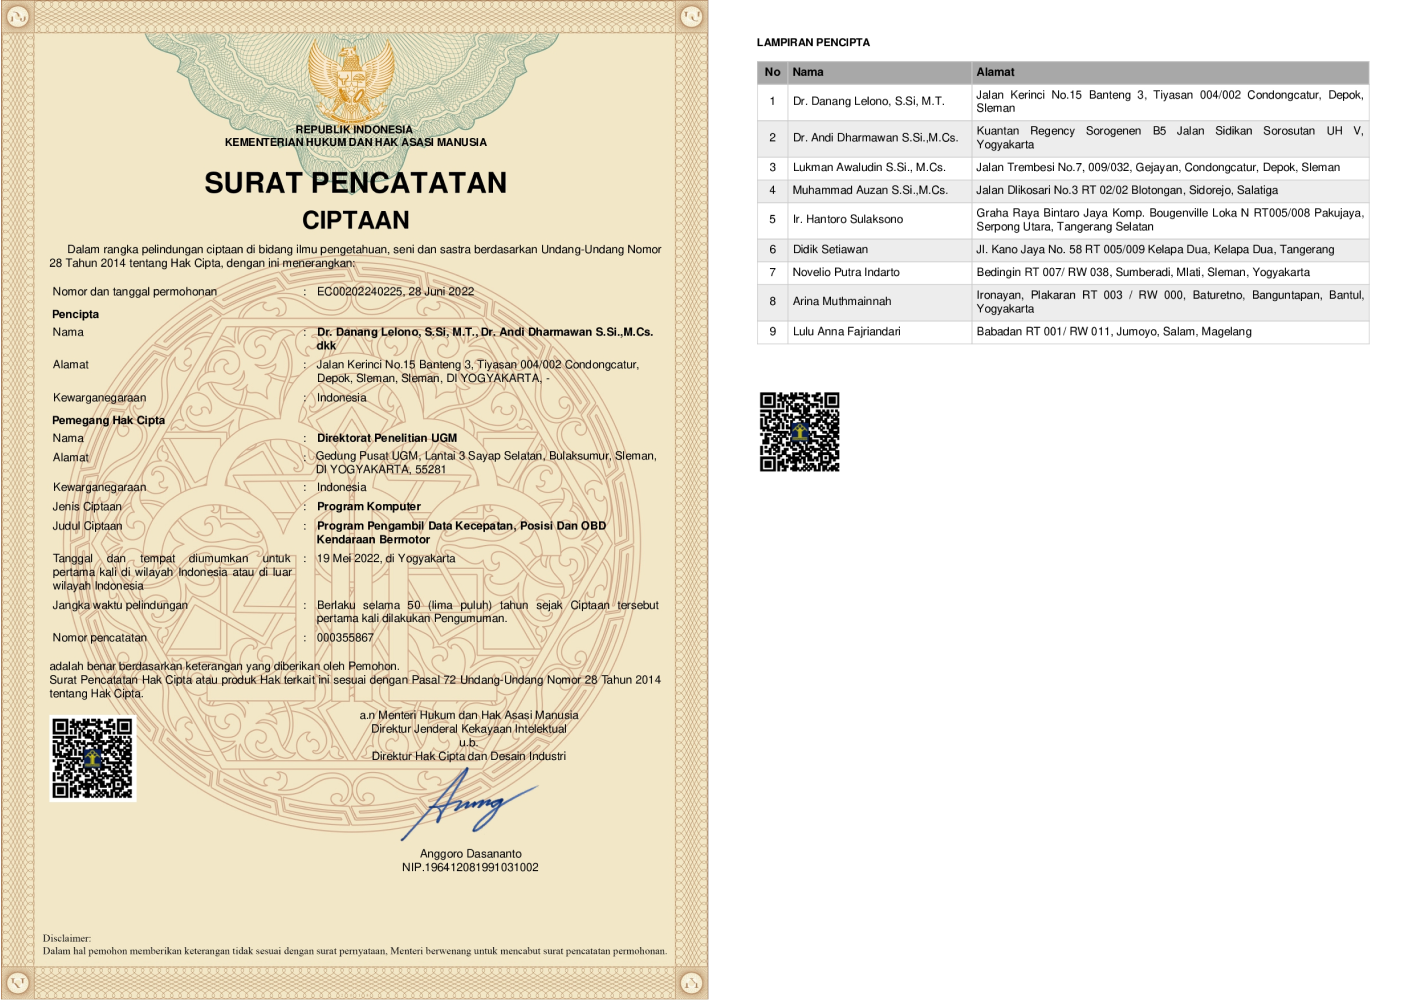 REPUBLIK INDONESIA
KEMENTERIAN HUKUM DAN HAK ASASI MANUSIA
SURAT PENCATATAN
CIPTAAN
Dalam rangka pelindungan ciptaan di bidang ilmu pengetahuan, seni dan sastra berdasarkan Undang-Undang Nomor
28 Tahun 2014 tentang Hak Cipta, dengan ini menerangkan:
Nomor dan tanggal permohonan : EC00202240225, 28 Juni 2022
Pencipta
Nama : Dr. Danang Lelono, S.Si, M.T., Dr. Andi Dharmawan S.Si.,M.Cs.
dkk
Alamat : Jalan Kerinci No.15 Banteng 3, Tiyasan 004/002 Condongcatur,
Depok, Sleman, Sleman, DI YOGYAKARTA, -
Kewarganegaraan : Indonesia
Pemegang Hak Cipta
Nama : Direktorat Penelitian UGM
Alamat : Gedung Pusat UGM, Lantai 3 Sayap Selatan, Bulaksumur, Sleman,
DI YOGYAKARTA, 55281
Kewarganegaraan : Indonesia
Jenis Ciptaan : Program Komputer
Judul Ciptaan : Program Pengambil Data Kecepatan, Posisi Dan OBD
Kendaraan Bermotor
Tanggal dan tempat diumumkan untuk : 19 Mei 2022, di Yogyakarta
pertama kali di wilayah Indonesia atau di luar
wilayah Indonesia
Jangka waktu pelindungan : Berlaku selama 50 (lima puluh) tahun sejak Ciptaan tersebut
pertama kali dilakukan Pengumuman.
Nomor pencatatan : 000355867
adalah benar berdasarkan keterangan yang diberikan oleh Pemohon.
Surat Pencatatan Hak Cipta atau produk Hak terkait ini sesuai dengan Pasal 72 Undang-Undang Nomor 28 Tahun 2014
tentang Hak Cipta.
a.n Menteri Hukum dan Hak Asasi Manusia
Direktur Jenderal Kekayaan Intelektual
u.b.
Direktur Hak Cipta dan Desain Industri
Anggoro Dasananto
NIP.196412081991031002
Disclaimer:
Dalam hal pemohon memberikan keterangan tidak sesuai dengan surat pernyataan, Menteri berwenang untuk mencabut surat pencatatan permohonan.
LAMPIRAN PENCIPTA
No Nama Alamat
1 Dr. Danang Lelono, S.Si, M.T. Jalan Kerinci No.15 Banteng 3, Tiyasan 004/002 Condongcatur, Depok,
Sleman
2 Dr. Andi Dharmawan S.Si.,M.Cs. Kuantan Regency Sorogenen B5 Jalan Sidikan Sorosutan UH V,
Yogyakarta
3 Lukman Awaludin S.Si., M.Cs. Jalan Trembesi No.7, 009/032, Gejayan, Condongcatur, Depok, Sleman
4 Muhammad Auzan S.Si.,M.Cs. Jalan Dlikosari No.3 RT 02/02 Blotongan, Sidorejo, Salatiga
5 Ir. Hantoro Sulaksono Graha Raya Bintaro Jaya Komp. Bougenville Loka N RT005/008 Pakujaya,
Serpong Utara, Tangerang Selatan
6 Didik Setiawan Jl. Kano Jaya No. 58 RT 005/009 Kelapa Dua, Kelapa Dua, Tangerang
7 Novelio Putra Indarto Bedingin RT 007/ RW 038, Sumberadi, Mlati, Sleman, Yogyakarta
8 Arina Muthmainnah Ironayan, Plakaran RT 003 / RW 000, Baturetno, Banguntapan, Bantul,
Yogyakarta
9 Lulu Anna Fajriandari Babadan RT 001/ RW 011, Jumoyo, Salam, Magelang